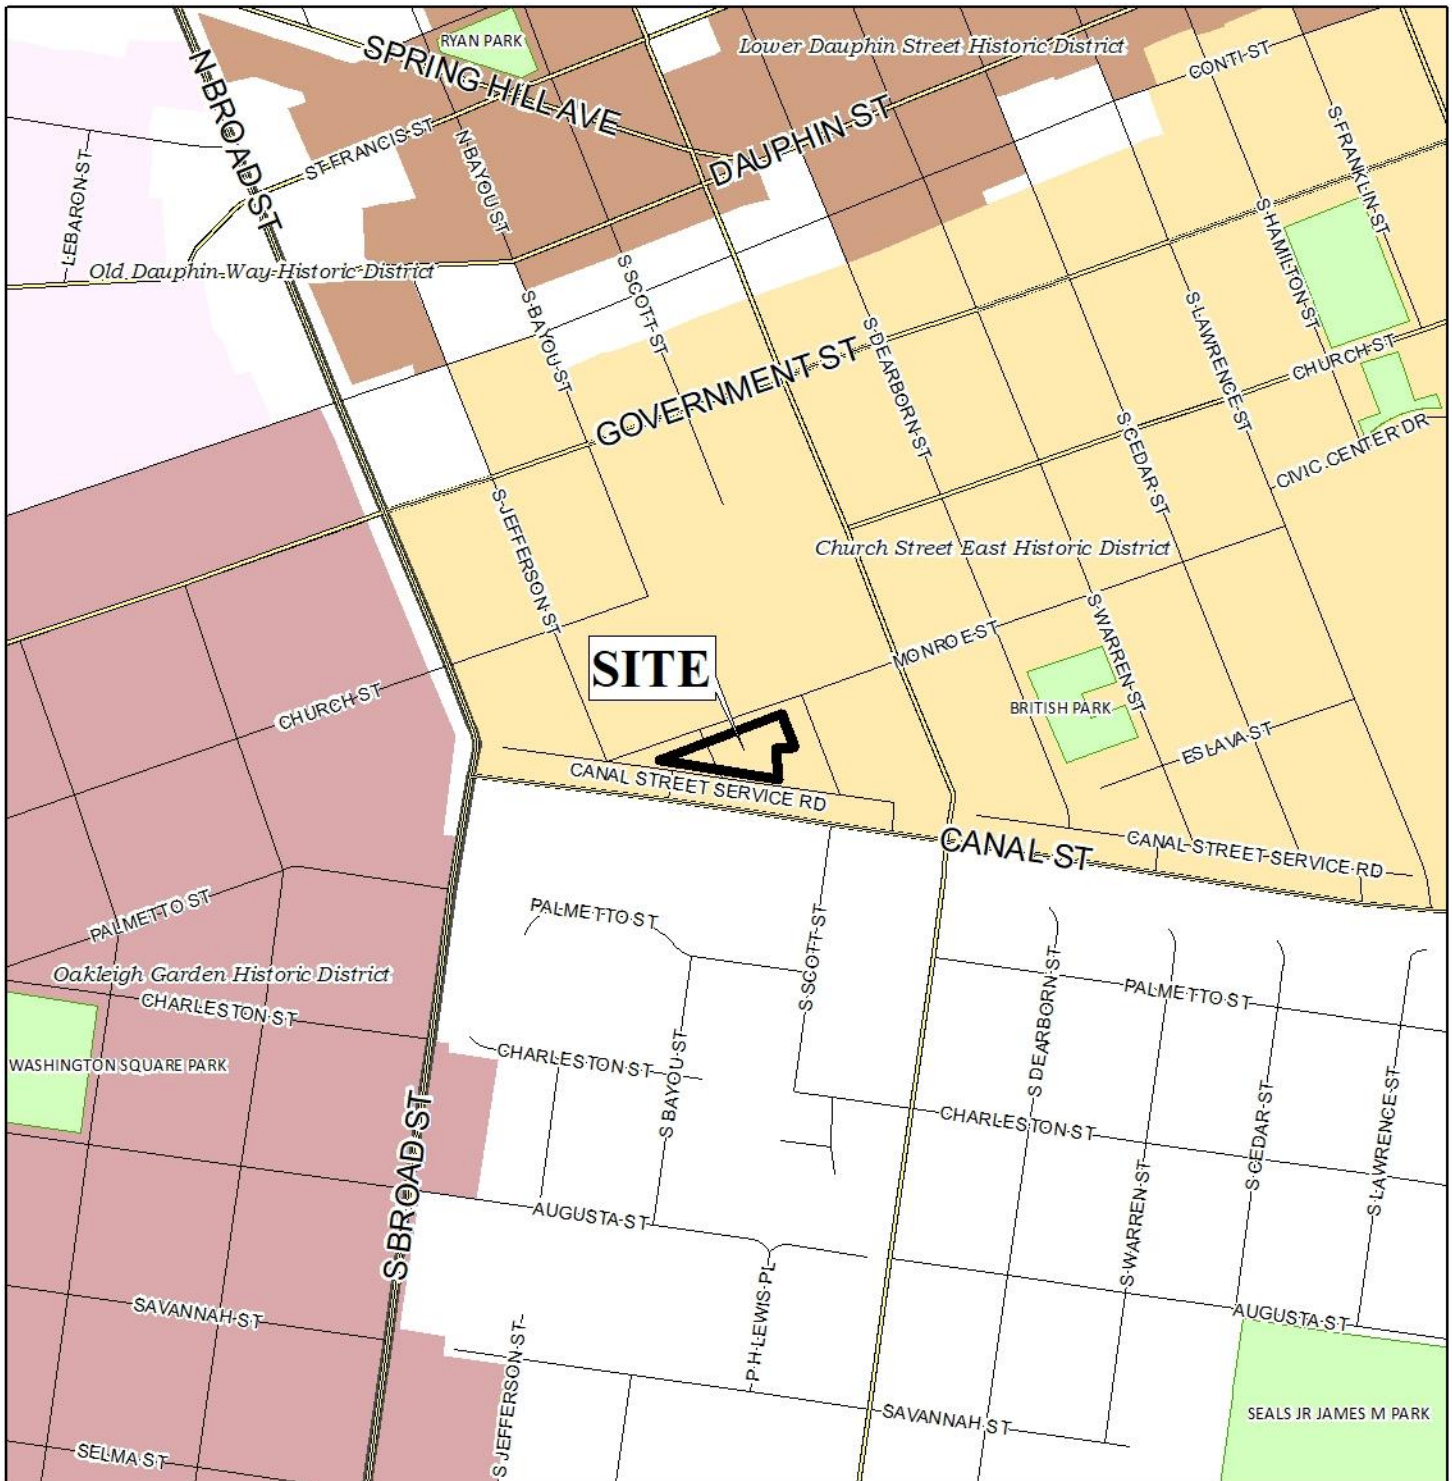 RYAN PARK
Lower Dauphin Street Historic District
SPRING HILL AVE
CONTI ST
N BROAD ST
ST FRANCIS ST
N BAYOU ST
DAUPHIN ST
S FRANKLIN ST
LEBARON ST
S HAMILTON ST
Old Dauphin Way Historic District
S SCOTT ST
S BAYOU ST
S LAWRENCE ST
S DEARBORN ST
GOVERNMENT ST
CHURCH ST
S CEDAR ST
CIVIC CENTER DR
S JEFFERSON ST
Church Street East Historic District
S WARREN ST
MONROE ST
SITE
CHURCH ST
BRITISH PARK
ESLAVA ST
CANAL STREET SERVICE RD
CANAL ST
CANAL STREET SERVICE RD
PALMETTO ST
PALMETTO ST
S SCOTT ST
S DEARBORN ST
Oakleigh Garden Historic District
PALMETTO ST
CHARLESTON ST
WASHINGTON SQUARE PARK
CHARLESTON ST
S BAYOU ST
CHARLESTON ST
S CEDAR ST
S LAWRENCE ST
S BROAD ST
S WARREN ST
AUGUSTA ST
P H LEWIS PL
SAVANNAH ST
AUGUSTA ST
S JEFFERSON ST
SAVANNAH ST
SEALS JR JAMES M PARK
SELMA ST